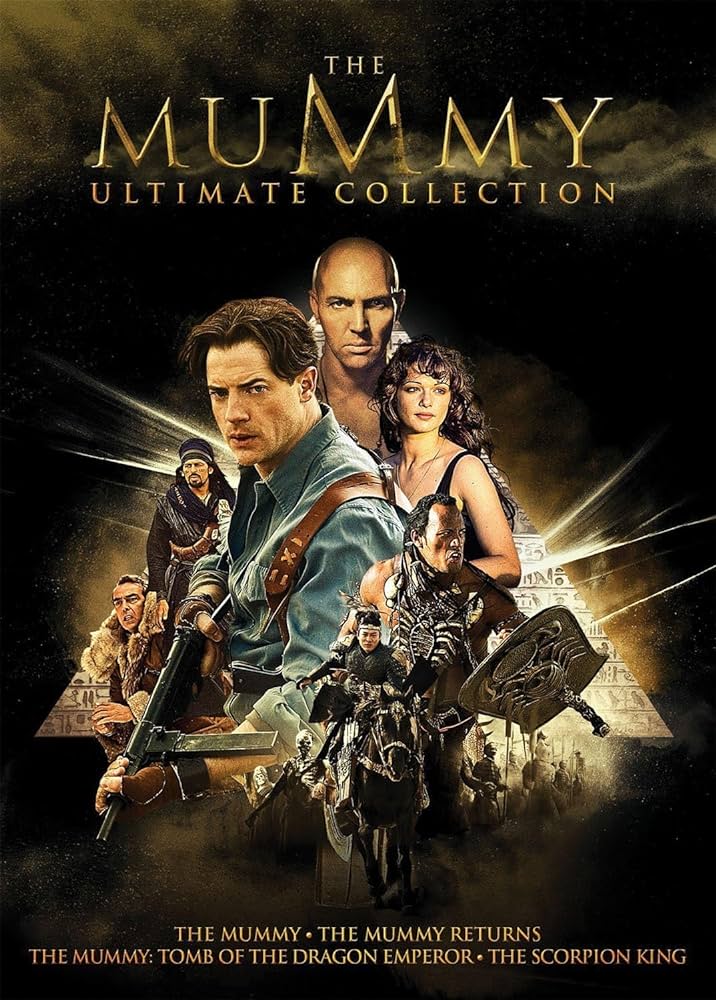 THE
MUMMY
ULTIMATE COLLECTION
THE MUMMY • THE MUMMY RETURNS
THE MUMMY: TOMB OF THE DRAGON EMPEROR • THE SCORPION KING